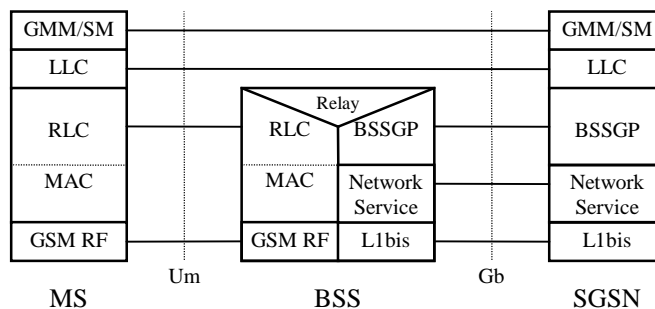 GMM/SM
GMM/SM
LLC
LLC
Relay
RLC
RLC
BSSGP
BSSGP
MAC
MAC
Network
Service
Network
Service
GSM RF
GSM RF
L1bis
L1bis
Um
Gb
MS
BSS
SGSN